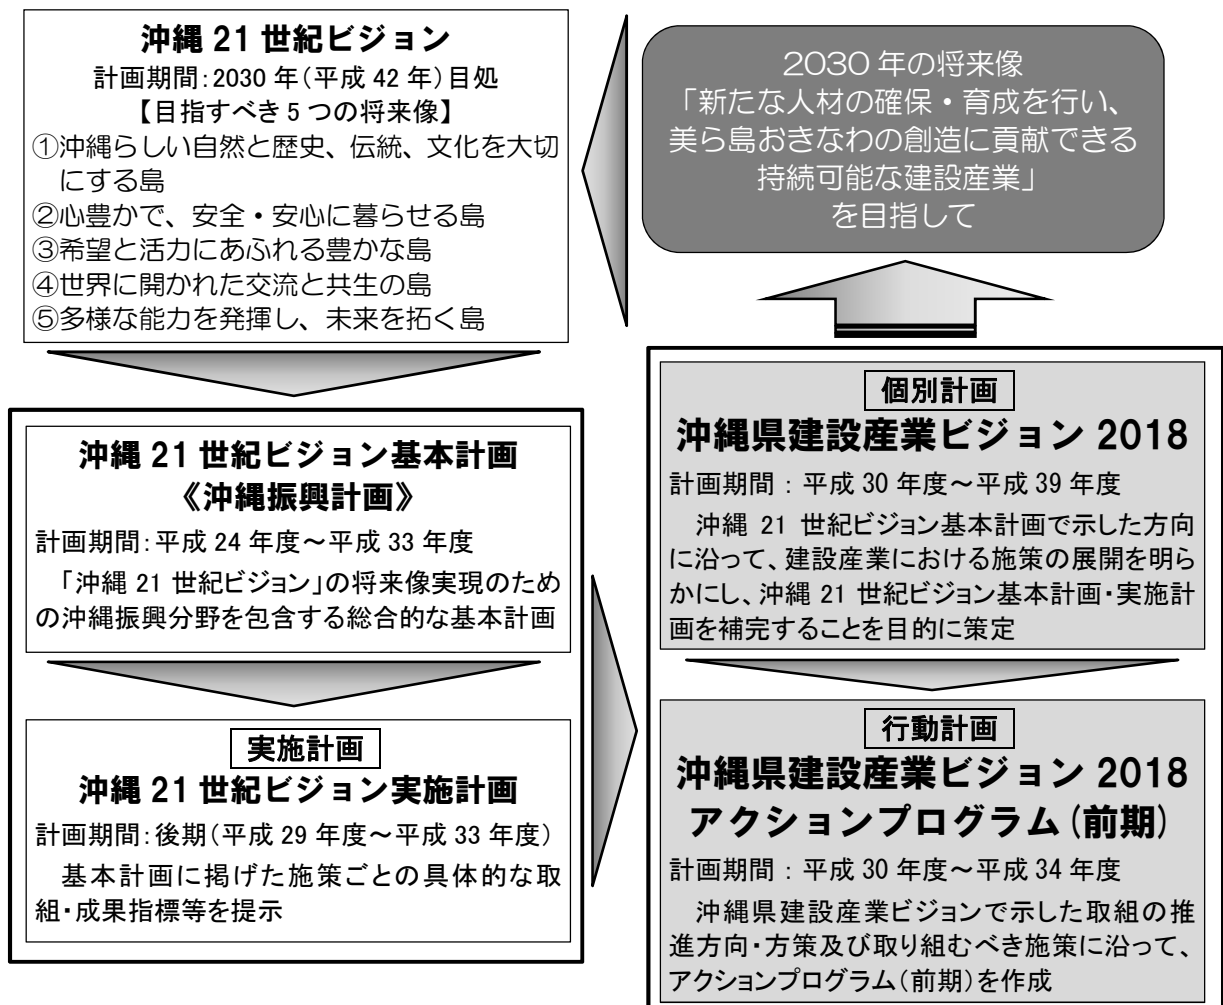 沖縄 21 世紀ビジョン
計画期間：2030 年（平成 42 年）目処
【目指すべき 5 つの将来像】
①沖縄らしい自然と歴史、伝統、文化を大切
にする島
②心豊かで、安全・安心に暮らせる島
③希望と活力にあふれる豊かな島
④世界に開かれた交流と共生の島
⑤多様な能力を発揮し、未来を拓く島
沖縄 21 世紀ビジョン基本計画
《沖縄振興計画》
計画期間：平成 24 年度～平成 33 年度
「沖縄 21 世紀ビジョン」の将来像実現のため
の沖縄振興分野を包含する総合的な基本計画
実施計画
沖縄 21 世紀ビジョン実施計画
計画期間：後期（平成 29 年度～平成 33 年度）
基本計画に掲げた施策ごとの具体的な取
組・成果指標等を提示
2030 年の将来像
「新たな人材の確保・育成を行い、
美ら島おきなわの創造に貢献できる
持続可能な建設産業」
を目指して
個別計画
沖縄県建設産業ビジョン 2018
計画期間 ： 平成 30 年度～平成 39 年度
沖縄 21 世紀ビジョン基本計画で示した方向
に沿って、建設産業における施策の展開を明ら
かにし、沖縄 21 世紀ビジョン基本計画・実施計
画を補完することを目的に策定
行動計画
沖縄県建設産業ビジョン 2018
アクションプログラム（前期）
計画期間 ： 平成 30 年度～平成 34 年度
沖縄県建設産業ビジョンで示した取組の推
進方向・方策及び取り組むべき施策に沿って、
アクションプログラム（前期）を作成